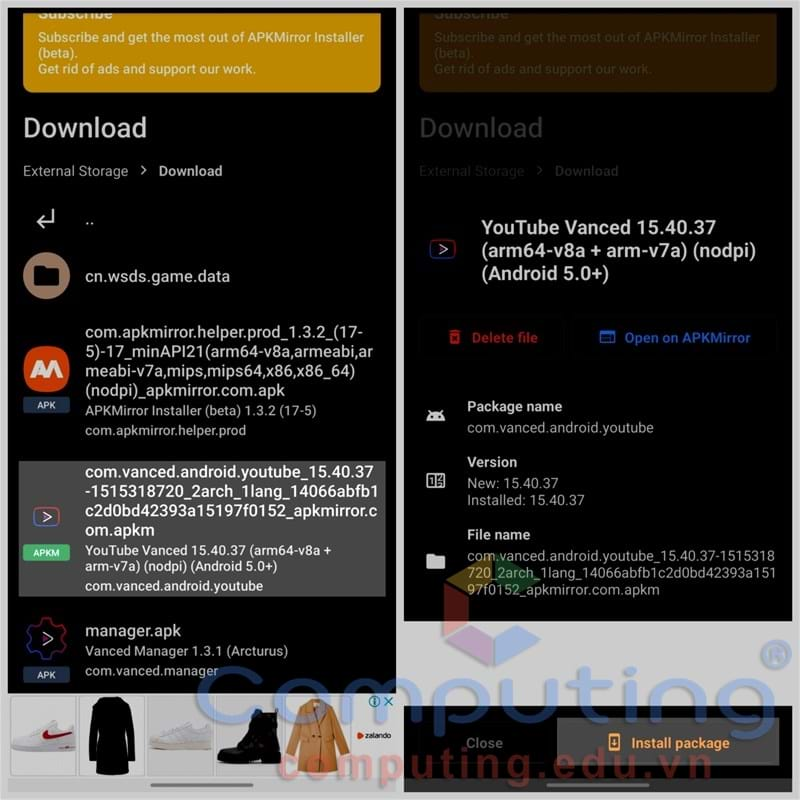 Subscribe
Subscribe and get the most out of APKMirror Installer
(beta).
Get rid of ads and support our work.
Download
External Storage > Download
..
cn.wsds.game.data
com.apkmirror.helper.prod_1.3.2_(17-
5)-17_minAPI21(arm64-v8a,armeabi,ar
meabi-v7a,mips,mips64,x86,x86_64)
(nodpi)_apkmirror.com.apk
APK
APKMirror Installer (beta) 1.3.2 (17-5)
com.apkmirror.helper.prod
com.vanced.android.youtube_15.40.37
-1515318720_2arch_1lang_14066abfb1
c2d0bd42393a15197f0152_apkmirror.c
om.apkm
APKM
YouTube Vanced 15.40.37 (arm64-v8a +
arm-v7a) (nodpi) (Android 5.0+)
com.vanced.android.youtube
manager.apk
Vanced Manager 1.3.1 (Arcturus)
APK
com.vanced.manager
zalando
Subscribe and get the most out of APKMirror Installer
(beta).
Get rid of ads and support our work.
Download
External Storage > Download
YouTube Vanced 15.40.37
(arm64-v8a + arm-v7a) (nodpi)
(Android 5.0+)
Delete file
Open on APKMirror
Package name
com.vanced.android.youtube
Version
New: 15.40.37
Installed: 15.40.37
File name
com.vanced.android.youtube_15.40.37-1515318
720_2arch_1lang_14066abfb1c2d0bd42393a151
97f0152_apkmirror.com.apkm
Close
Install package
Computing®
computing.edu.vn